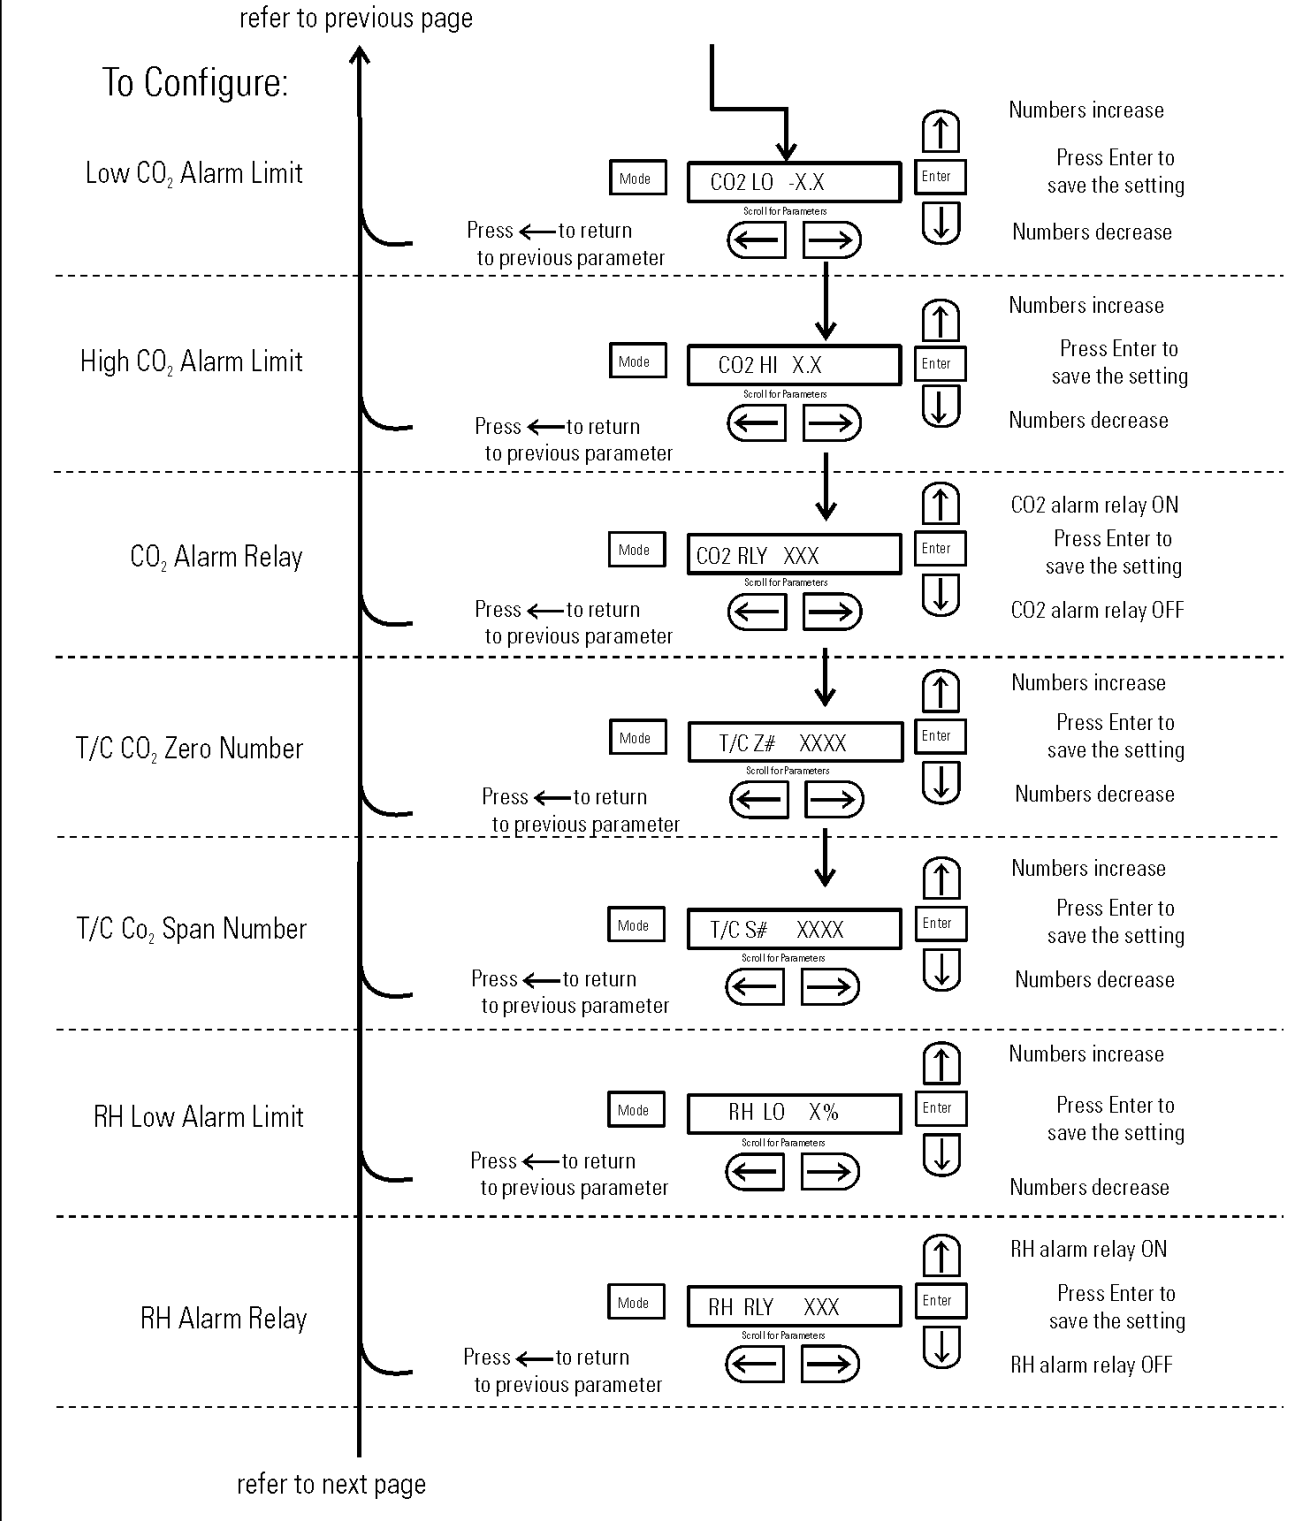 refer to previous page
To Configure:
Numbers increase
Low CO₂ Alarm Limit
Mode
CO2 LO -X.X
Enter
Press Enter to
save the setting
Scroll for Parameters
Press ← to return
to previous parameter
← →
Numbers decrease
Numbers increase
High CO₂ Alarm Limit
Mode
CO2 HI X.X
Enter
Press Enter to
save the setting
Scroll for Parameters
Press ← to return
to previous parameter
← →
Numbers decrease
CO2 alarm relay ON
CO₂ Alarm Relay
Mode
CO2 RLY XXX
Enter
Press Enter to
save the setting
Scroll for Parameters
Press ← to return
to previous parameter
← →
CO2 alarm relay OFF
Numbers increase
T/C CO₂ Zero Number
Mode
T/C Z# XXXX
Enter
Press Enter to
save the setting
Scroll for Parameters
Press ← to return
to previous parameter
← →
Numbers decrease
Numbers increase
T/C Co₂ Span Number
Mode
T/C S# XXXX
Enter
Press Enter to
save the setting
Scroll for Parameters
Press ← to return
to previous parameter
← →
Numbers decrease
Numbers increase
RH Low Alarm Limit
Mode
RH LO X%
Enter
Press Enter to
save the setting
Scroll for Parameters
Press ← to return
to previous parameter
← →
Numbers decrease
RH alarm relay ON
RH Alarm Relay
Mode
RH RLY XXX
Enter
Press Enter to
save the setting
Scroll for Parameters
Press ← to return
to previous parameter
← →
RH alarm relay OFF
refer to next page